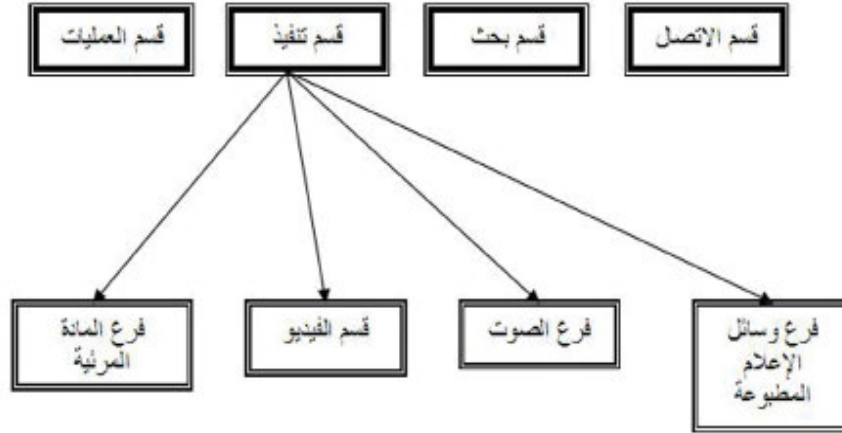 قسم الاتصال
قسم بحث
قسم تنفيذ
قسم العمليات
فرع وسائل
الإعلام
المطبوعة
فرع الصوت
قسم الفيديو
فرع المادة
المرئية